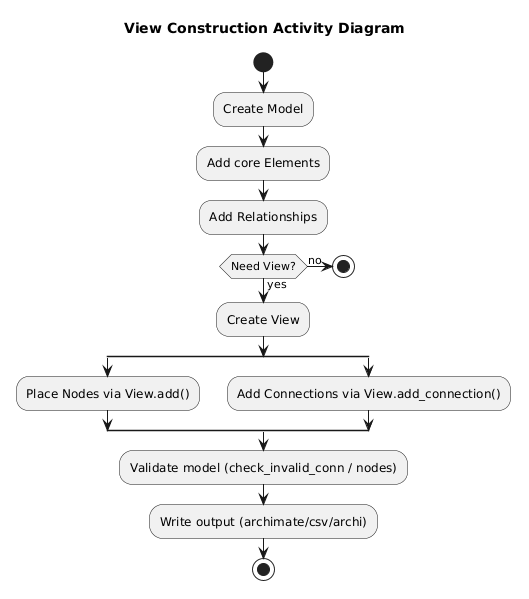 View Construction Activity Diagram
Create Model
Add core Elements
Add Relationships
Need View?
no
yes
Create View
Place Nodes via View.add()
Add Connections via View.add_connection()
Validate model (check_invalid_conn / nodes)
Write output (archimate/csv/archi)